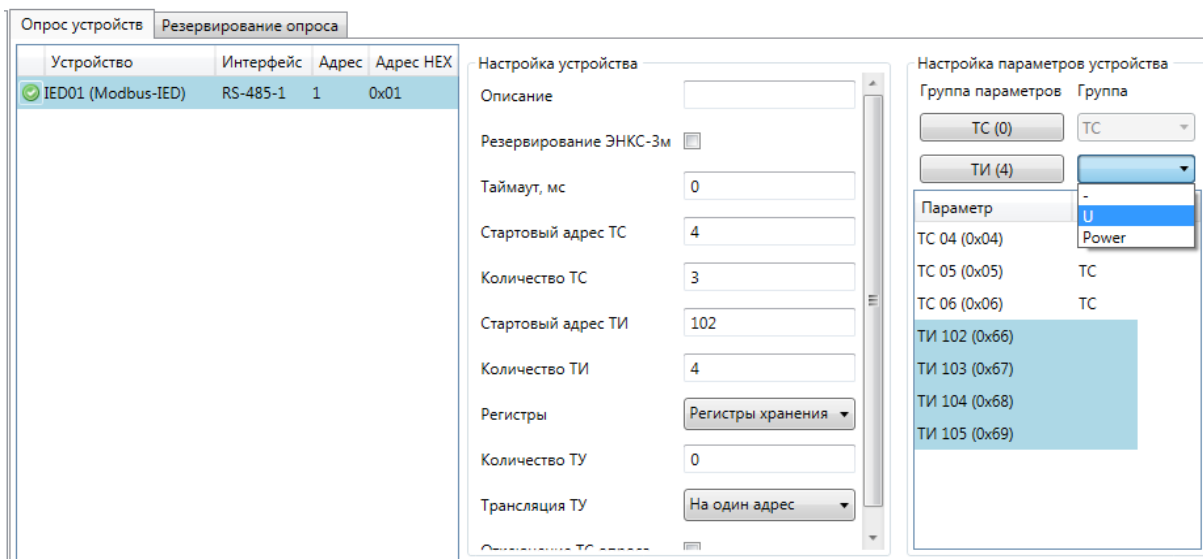 Опрос устройств Резервирование опроса
Устройство Интерфейс Адрес Адрес HEX
IED01 (Modbus-IED) RS-485-1 1 0x01
Настройка устройства
Описание
Резервирование ЭНКС-3м
Таймаут, мс 0
Стартовый адрес ТС 4
Количество ТС 3
Стартовый адрес ТИ 102
Количество ТИ 4
Регистры Регистры хранения
Количество ТУ 0
Трансляция ТУ На один адрес
Настройка параметров устройства
Группа параметров Группа
ТС (0) ТС
ТИ (4)
-
U
Power
Параметр
ТС 04 (0x04)
ТС 05 (0x05) ТС
ТС 06 (0x06) ТС
ТИ 102 (0x66)
ТИ 103 (0x67)
ТИ 104 (0x68)
ТИ 105 (0x69)